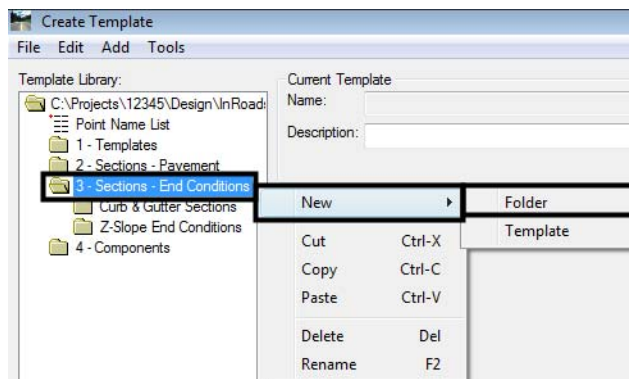 Create Template
File Edit Add Tools
Template Library:
C:\Projects\12345\Design\InRoad
Point Name List
1 - Templates
2 - Sections - Pavement
3 - Sections - End Conditions
Curb & Gutter Sections
Z-Slope End Conditions
4 - Components
Current Template
Name:
Description:
New
Cut Ctrl-X
Copy Ctrl-C
Paste Ctrl-V
Delete Del
Rename F2
Folder
Template